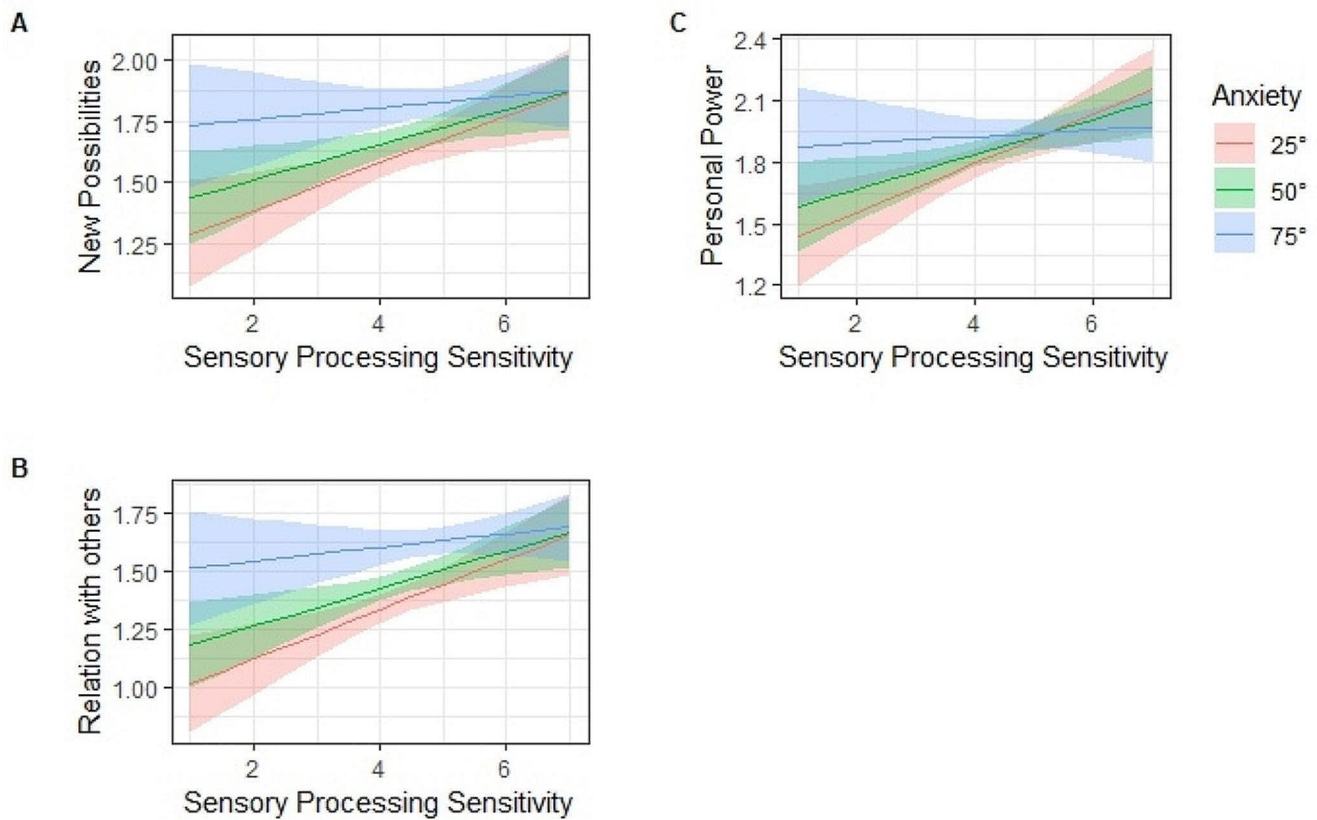 A
New Possibilities
2.00
1.75
1.50
1.25
2 4 6
Sensory Processing Sensitivity
C
Personal Power
2.4
2.1
1.8
1.5
1.2
2 4 6
Sensory Processing Sensitivity
Anxiety
25°
50°
75°
B
Relation with others
1.75
1.50
1.25
1.00
2 4 6
Sensory Processing Sensitivity